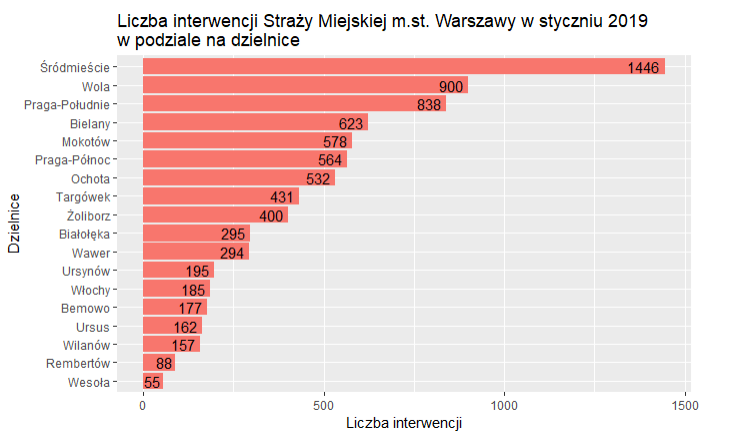 Liczba interwencji Straży Miejskiej m.st. Warszawy w styczniu 2019
w podziale na dzielnice
Dzielnice
Śródmieście 1446
Wola 900
Praga-Południe 838
Bielany 623
Mokotów 578
Praga-Północ 564
Ochota 532
Targówek 431
Żoliborz 400
Białołęka 295
Wawer 294
Ursynów 195
Włochy 185
Bemowo 177
Ursus 162
Wilanów 157
Rembertów 88
Wesoła 55
0 500 1000 1500
Liczba interwencji